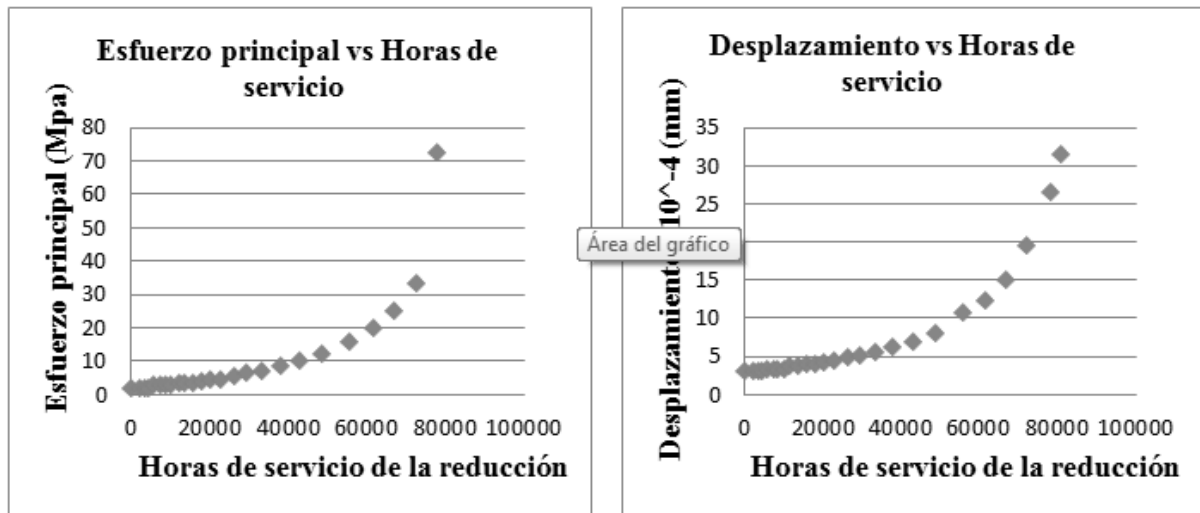 Esfuerzo principal vs Horas de
servicio
Esfuerzo principal (Mpa)
80
70
60
50
40
30
20
10
0
0 20000 40000 60000 80000 100000
Horas de servicio de la reducción
Desplazamiento vs Horas de
servicio
Desplazamiento 10^-4 (mm)
35
30
25
20
15
10
5
0
0 20000 40000 60000 80000 100000
Horas de servicio de la reducción
Área del gráfico